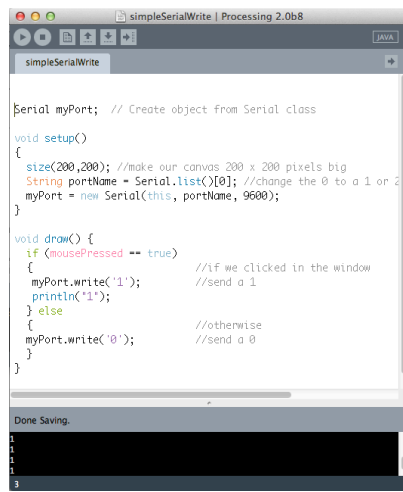 simpleSerialWrite | Processing 2.0b8
JAVA
simpleSerialWrite
Serial myPort;  // Create object from Serial class
void setup()
{
  size(200,200); //make our canvas 200 x 200 pixels big
  String portName = Serial.list()[0]; //change the 0 to a 1 or 2
  myPort = new Serial(this, portName, 9600);
}
void draw() {
  if (mousePressed == true)
  {                           //if we clicked in the window
   myPort.write('1');         //send a 1
   println("1");
  } else
  {                           //otherwise
  myPort.write('0');          //send a 0
  }
}
Done Saving.
1
1
1
1
3